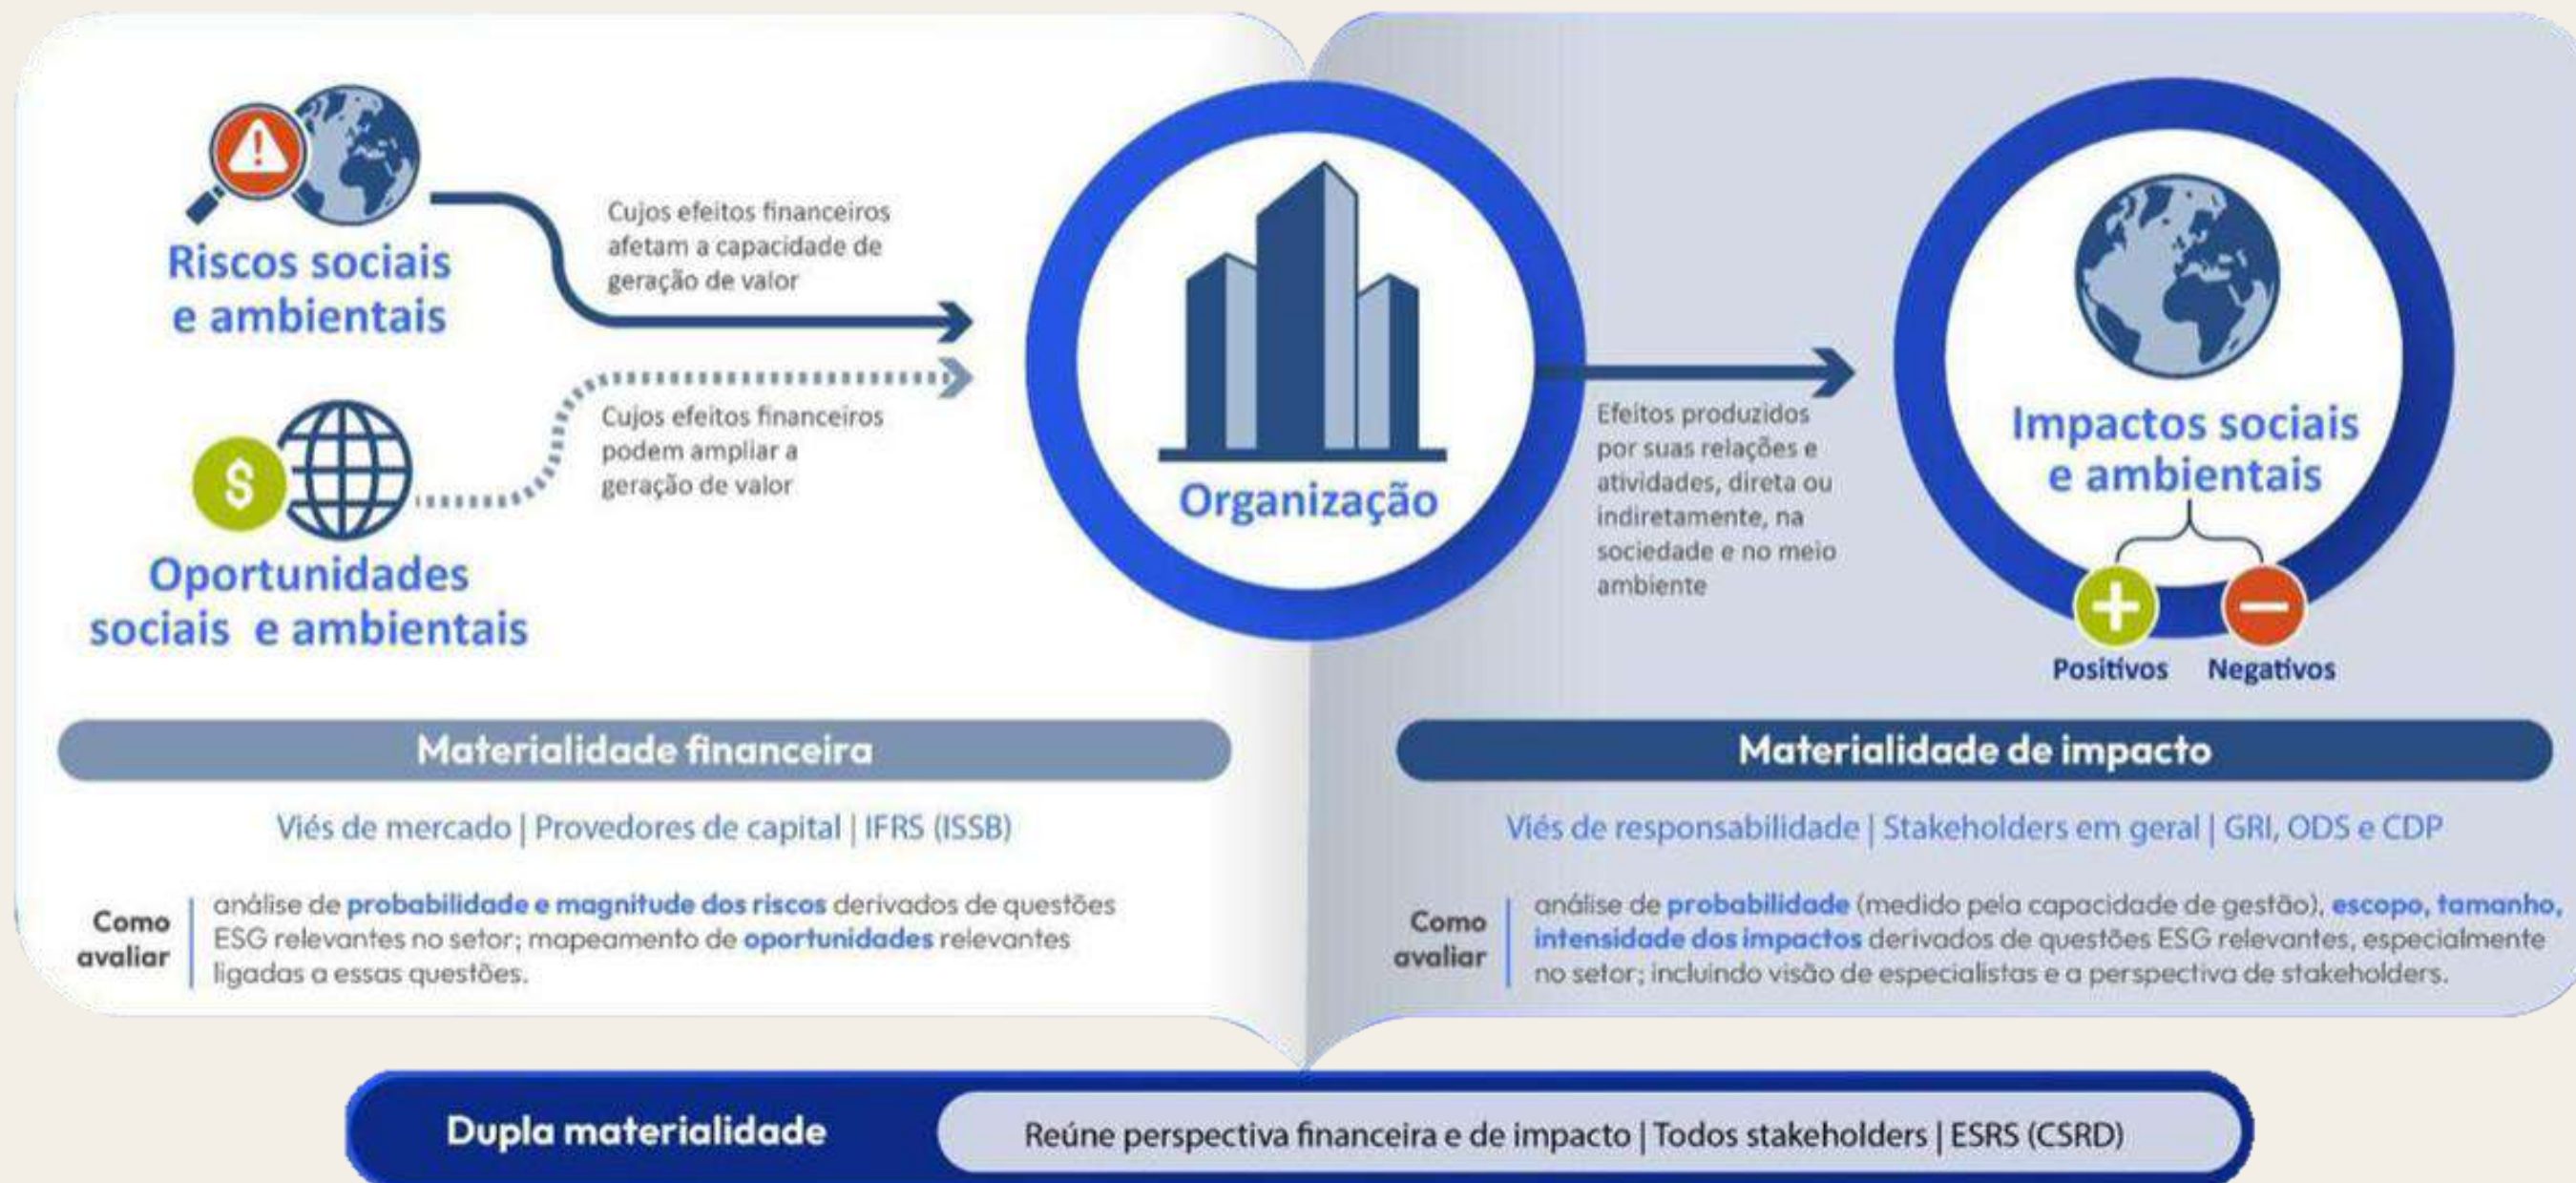 Riscos sociais
e ambientais
Cujos efeitos financeiros
afetam a capacidade de
geração de valor
Cujos efeitos financeiros
podem ampliar a
geração de valor
$
Oportunidades
sociais e ambientais
Organização
Efeitos produzidos
por suas relações e
atividades, direta ou
indiretamente, na
sociedade e no meio
ambiente
Impactos sociais
e ambientais
Positivos Negativos
Materialidade financeira
Viés de mercado | Provedores de capital | IFRS (ISSB)
Como
avaliar
análise de probabilidade e magnitude dos riscos derivados de questões
ESG relevantes no setor; mapeamento de oportunidades relevantes
ligadas a essas questões.
Materialidade de impacto
Viés de responsabilidade | Stakeholders em geral | GRI, ODS e CDP
Como
avaliar
análise de probabilidade (medido pela capacidade de gestão), escopo, tamanho,
intensidade dos impactos derivados de questões ESG relevantes, especialmente
no setor; incluindo visão de especialistas e a perspectiva de stakeholders.
Dupla materialidade
Reúne perspectiva financeira e de impacto | Todos stakeholders | ESRS (CSRD)